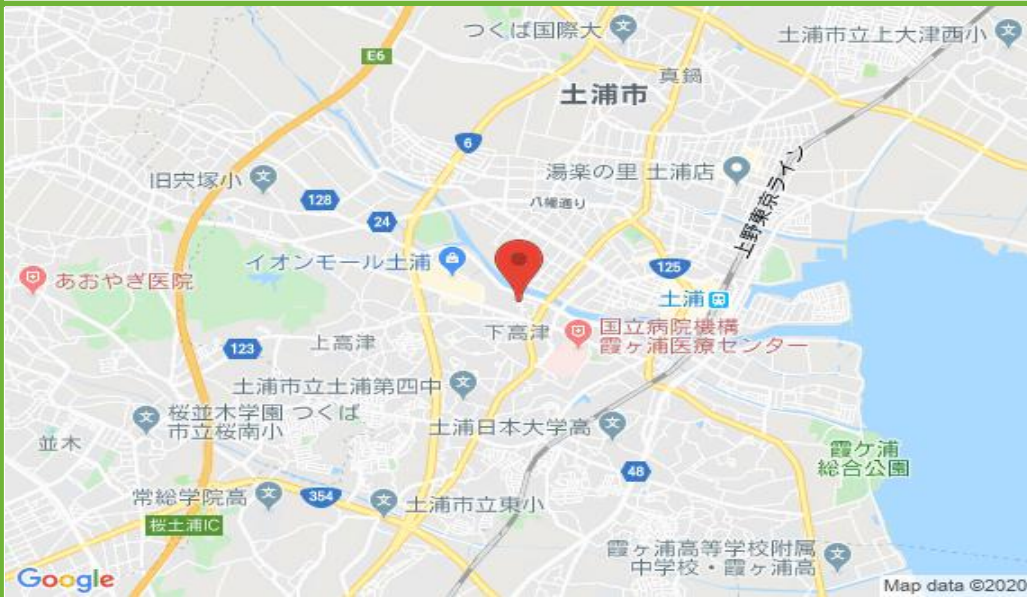 つくば国際大
土浦市立上大津西小
E6
真鍋
土浦市
6
湯楽の里 土浦店
旧宍塚小
128
八幡通り
24
上野東京ライン
イオンモール土浦
125
あおやぎ医院
土浦
下高津
国立病院機構
霞ヶ浦医療センター
123
上高津
土浦市立土浦第四中
桜並木学園 つくば
市立桜南小
土浦日本大学高
並木
霞ケ浦
総合公園
48
常総学院高
354
土浦市立東小
桜土浦IC
霞ヶ浦高等学校附属
中学校・霞ヶ浦高
Google
Map data ©2020